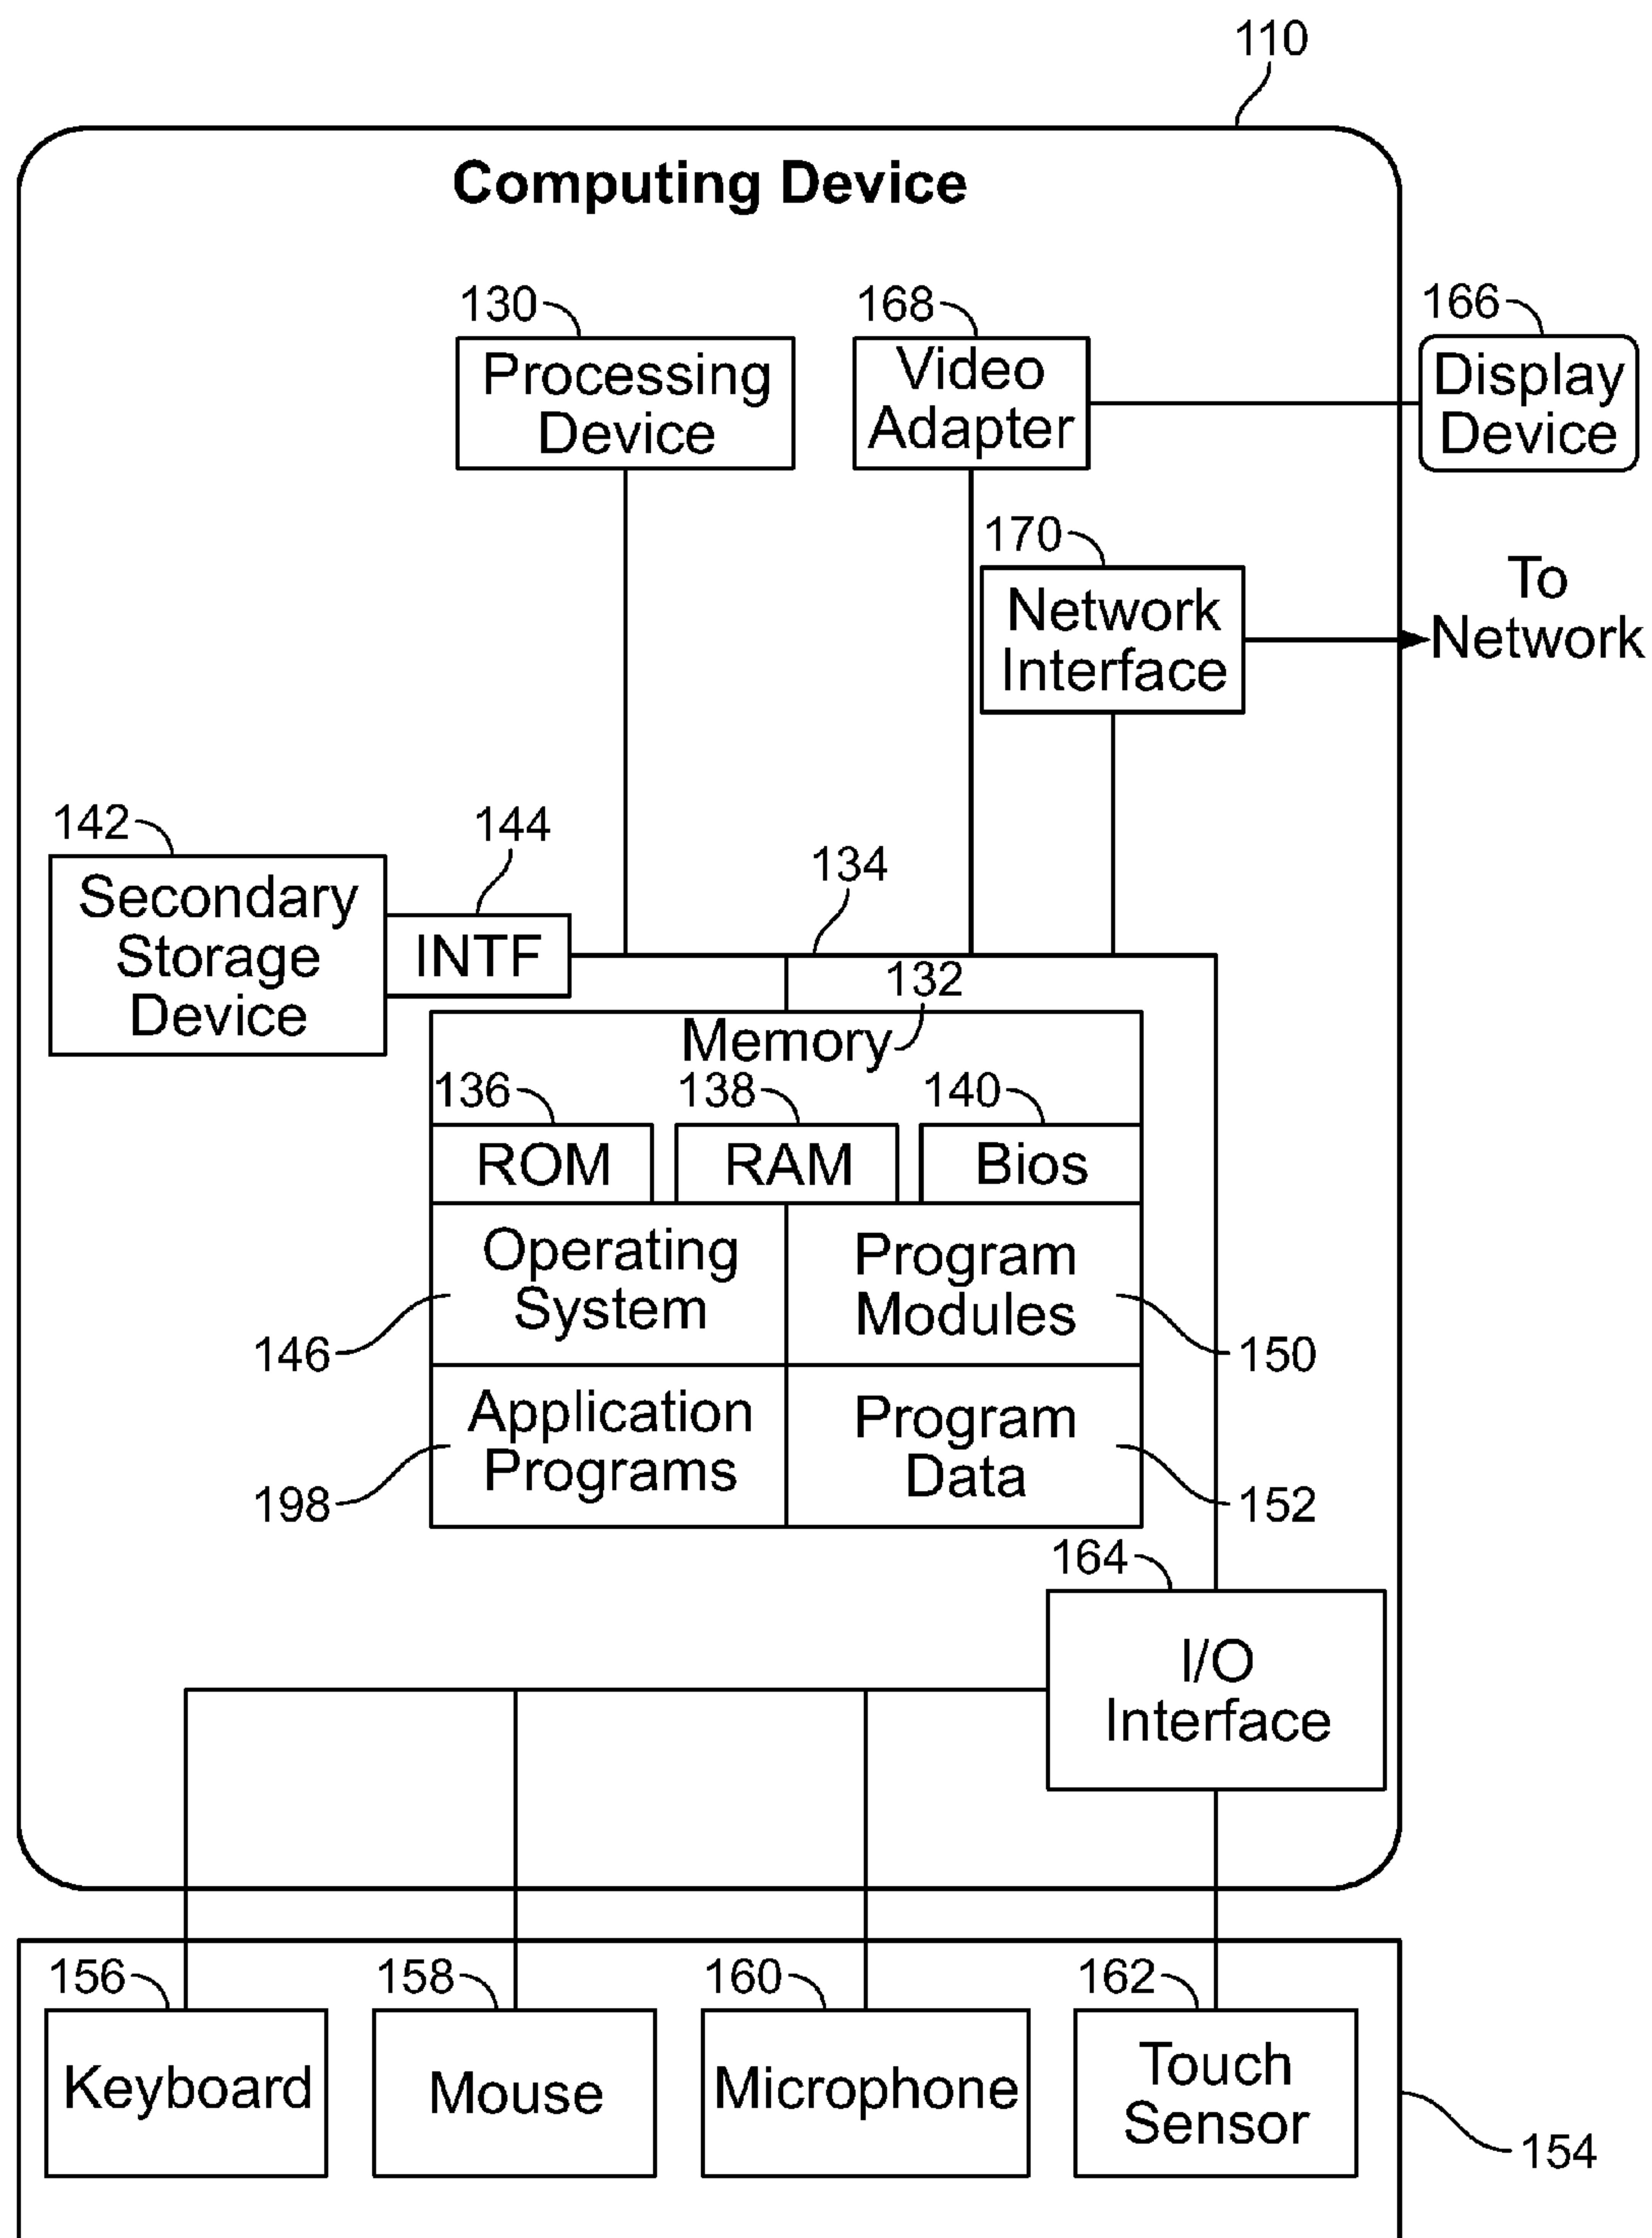 110
Computing Device
130
168
166
Processing
Device
Video
Adapter
Display
Device
170
Network
Interface
To
Network
142
144
134
Secondary
Storage
Device
INTF
132
Memory
136
138
140
ROM
RAM
Bios
Operating
System
Program
Modules
146
150
Application
Programs
Program
Data
198
152
164
I/O
Interface
156
158
160
162
Keyboard
Mouse
Microphone
Touch
Sensor
154